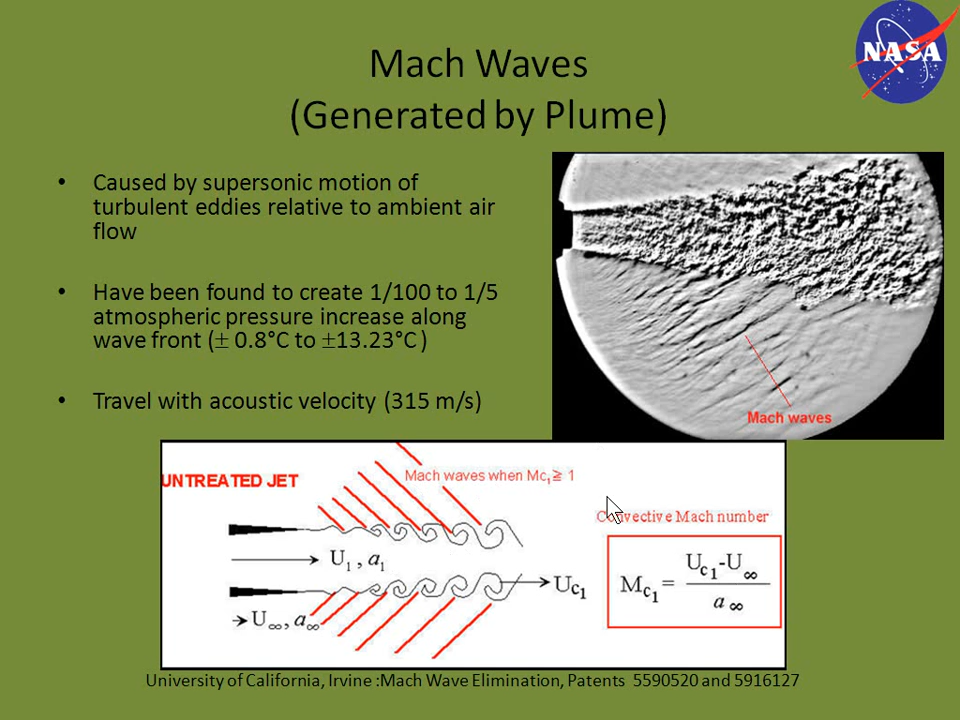 NASA
Mach Waves
(Generated by Plume)
• Caused by supersonic motion of
turbulent eddies relative to ambient air
flow
• Have been found to create 1/100 to 1/5
atmospheric pressure increase along
wave front (± 0.8°C to ±13.23°C )
• Travel with acoustic velocity (315 m/s)
Mach waves
UNTREATED JET
Mach waves when Mc₁≧ 1
Convective Mach number
U₁ , a₁
U∞, a∞
Uc₁
Mc₁ = Uc₁-U∞
a∞
University of California, Irvine :Mach Wave Elimination, Patents 5590520 and 5916127